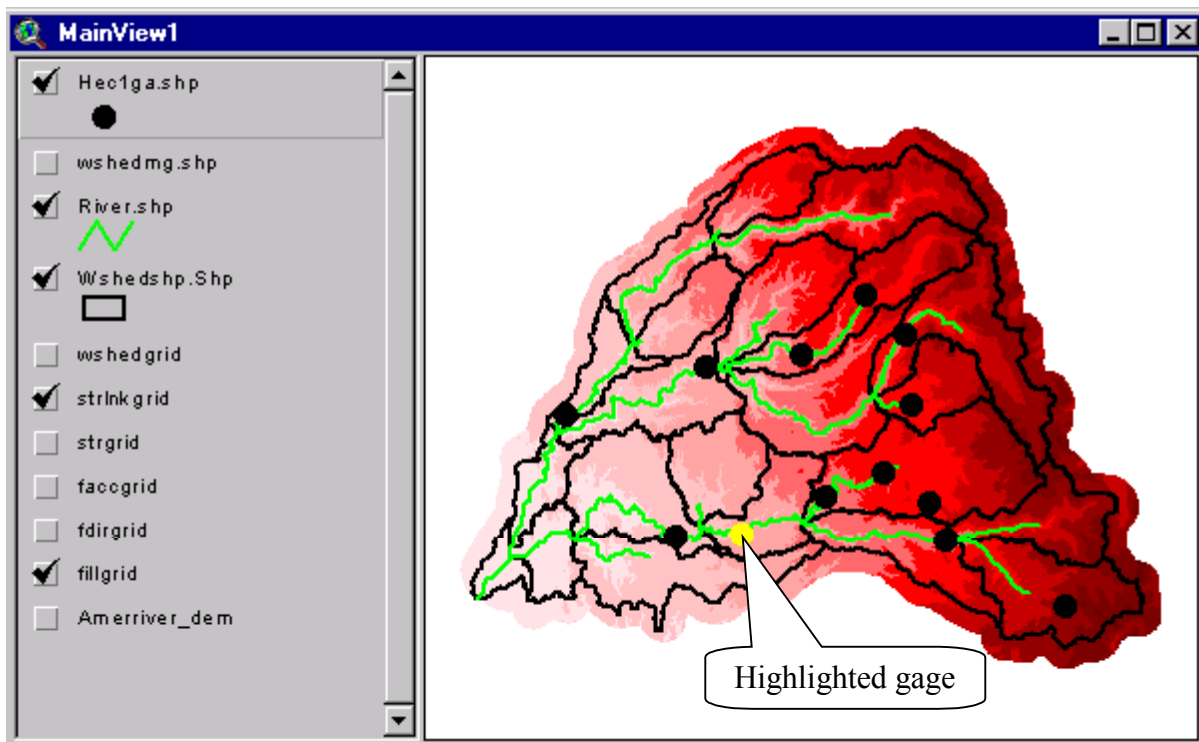 MainView1
Hec1ga.shp
wshedmg.shp
River.shp
Wshedshp.Shp
wshedgrid
strlnkgrid
strgrid
faccgrid
fdirgrid
fillgrid
Amerriver_dem
Highlighted gage